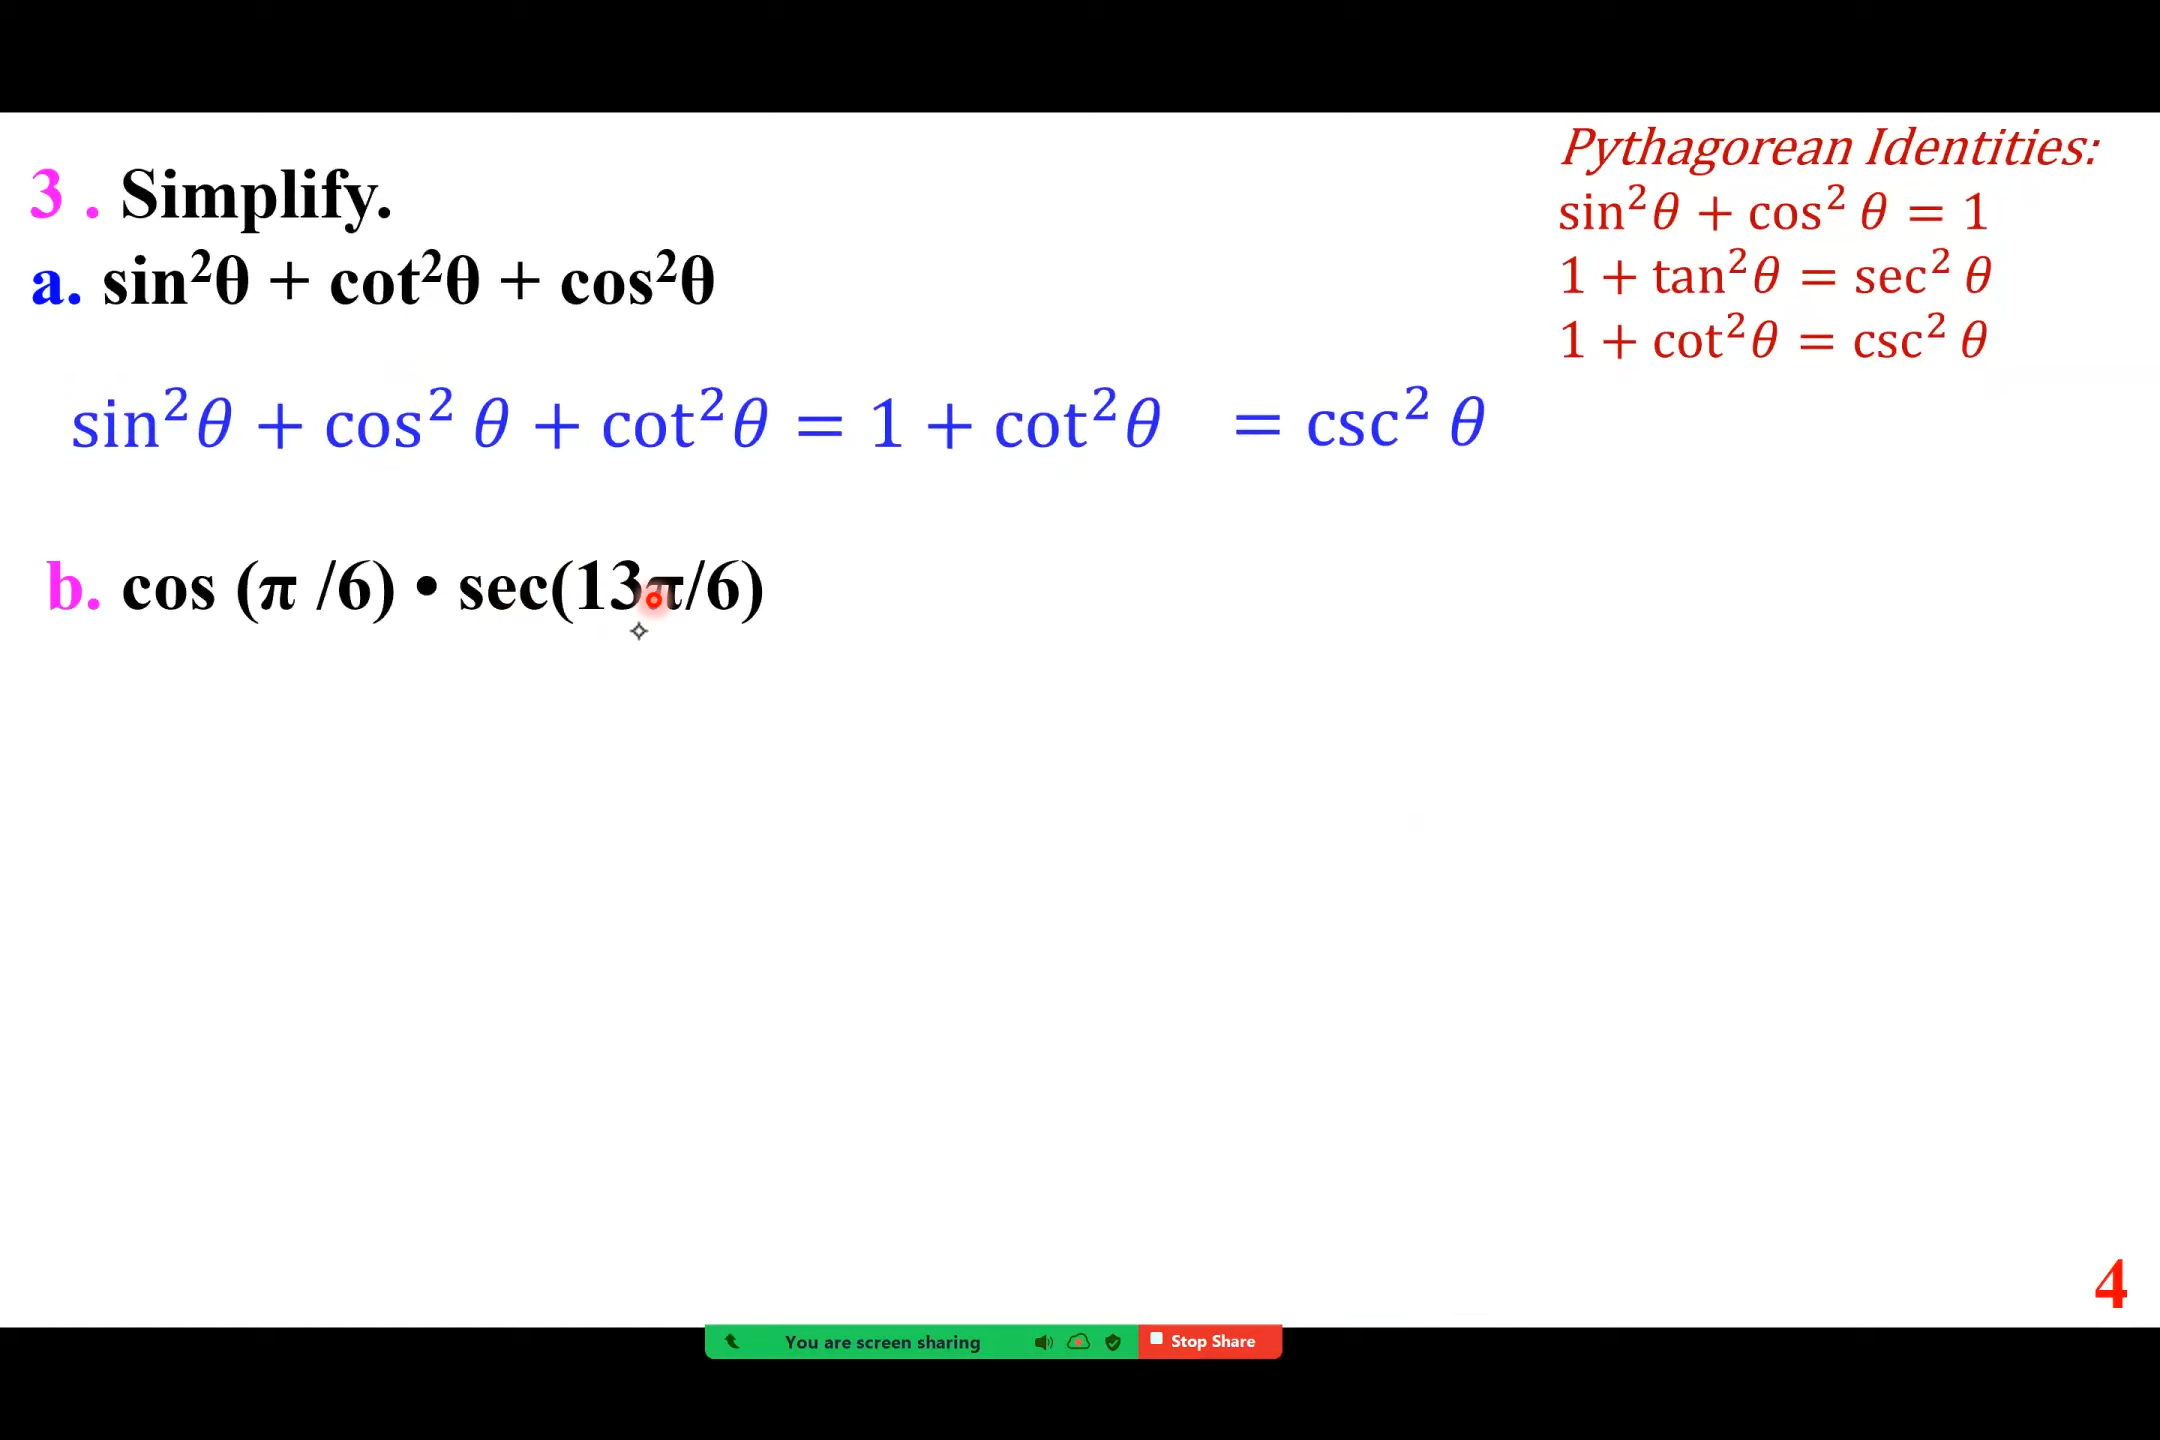 Pythagorean Identities:
3 . Simplify.
sin²θ + cos² θ = 1
a. sin²θ + cot²θ + cos²θ
1 + tan²θ = sec² θ
1 + cot²θ = csc² θ
sin²θ + cos² θ + cot²θ = 1 + cot²θ = csc² θ
b. cos (π /6) • sec(13π/6)
4
You are screen sharing
Stop Share